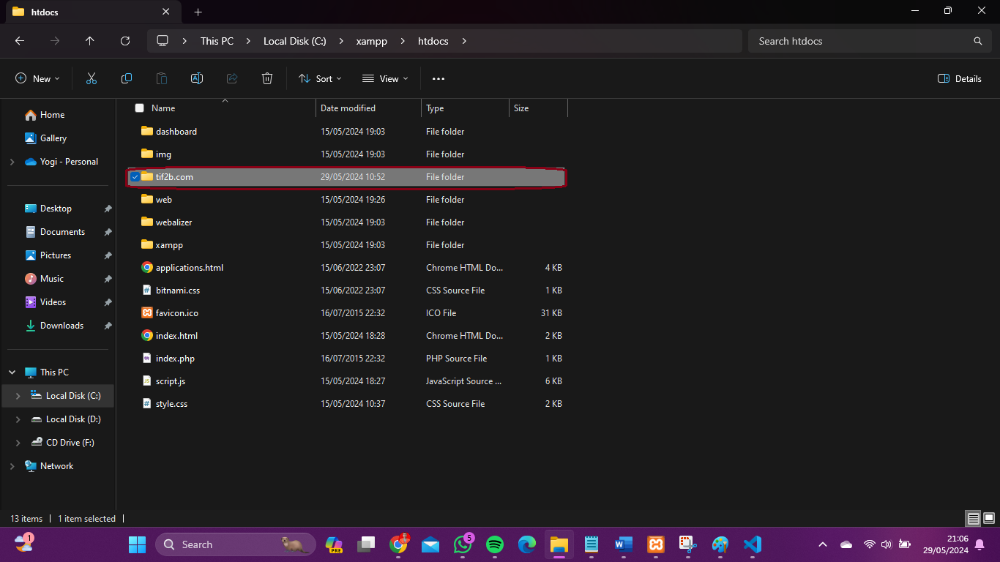 htdocs
This PC
Local Disk (C:)
xampp
htdocs
Search htdocs
New
Sort
View
Details
Name Date modified Type Size
Home
Gallery
Yogi - Personal
Desktop
Documents
Pictures
Music
Videos
Downloads
This PC
Local Disk (C:)
Local Disk (D:)
CD Drive (F:)
Network
dashboard 15/05/2024 19:03 File folder
img 15/05/2024 19:03 File folder
tif2b.com 29/05/2024 10:52 File folder
web 15/05/2024 19:26 File folder
webalizer 15/05/2024 19:03 File folder
xampp 15/05/2024 19:03 File folder
applications.html 15/06/2022 23:07 Chrome HTML Do... 4 KB
bitnami.css 15/06/2022 23:07 CSS Source File 1 KB
favicon.ico 16/07/2015 22:32 ICO File 31 KB
index.html 15/05/2024 18:28 Chrome HTML Do... 2 KB
index.php 16/07/2015 22:32 PHP Source File 1 KB
script.js 15/05/2024 18:27 JavaScript Source ... 6 KB
style.css 15/05/2024 10:37 CSS Source File 2 KB
13 items
1 item selected
1
Search
PRE
5
21:06
29/05/2024